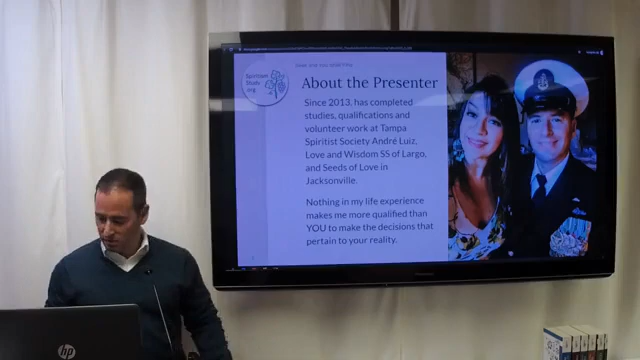 Spiritism
Study
.org
About the Presenter
Since 2013, has completed
studies, qualifications and
volunteer work at Tampa
Spiritist Society André Luiz,
Love and Wisdom SS of Largo,
and Seeds of Love in
Jacksonville.
Nothing in my life experience
makes me more qualified than
YOU to make the decisions that
pertain to your reality.
hp